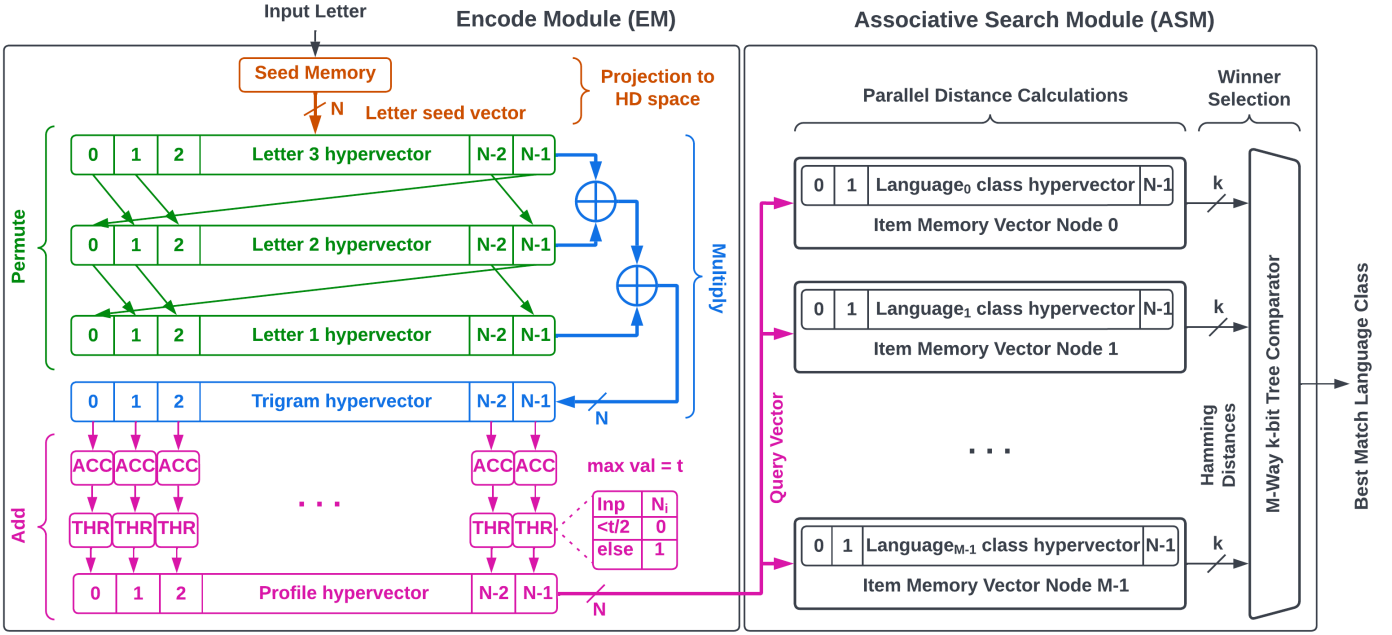 Input Letter
Encode Module (EM)
Associative Search Module (ASM)
Seed Memory
N
Letter seed vector
Projection to
HD space
Permute
0 1 2 Letter 3 hypervector N-2 N-1
0 1 2 Letter 2 hypervector N-2 N-1
0 1 2 Letter 1 hypervector N-2 N-1
Multiply
0 1 2 Trigram hypervector N-2 N-1
N
Add
ACC ACC ACC ACC ACC
THR THR THR THR THR
. . .
max val = t
Inp Nᵢ
<t/2 0
else 1
0 1 2 Profile hypervector N-2 N-1
N
Query Vector
Parallel Distance Calculations
Winner
Selection
0 1 Language₀ class hypervector N-1
Item Memory Vector Node 0
k
0 1 Language₁ class hypervector N-1
Item Memory Vector Node 1
k
. . .
Hamming
Distances
0 1 Language_M-1 class hypervector N-1
Item Memory Vector Node M-1
k
M-Way k-bit Tree Comparator
Best Match Language Class